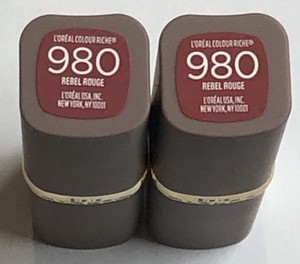 L'ORÉAL COLOUR RICHE®
980
REBEL ROUGE
L'ORÉAL USA, INC.
NEW YORK, NY 10001
L'ORÉAL COLOUR RICHE®
980
REBEL ROUGE
L'ORÉAL USA, INC.
NEW YORK, NY 10001